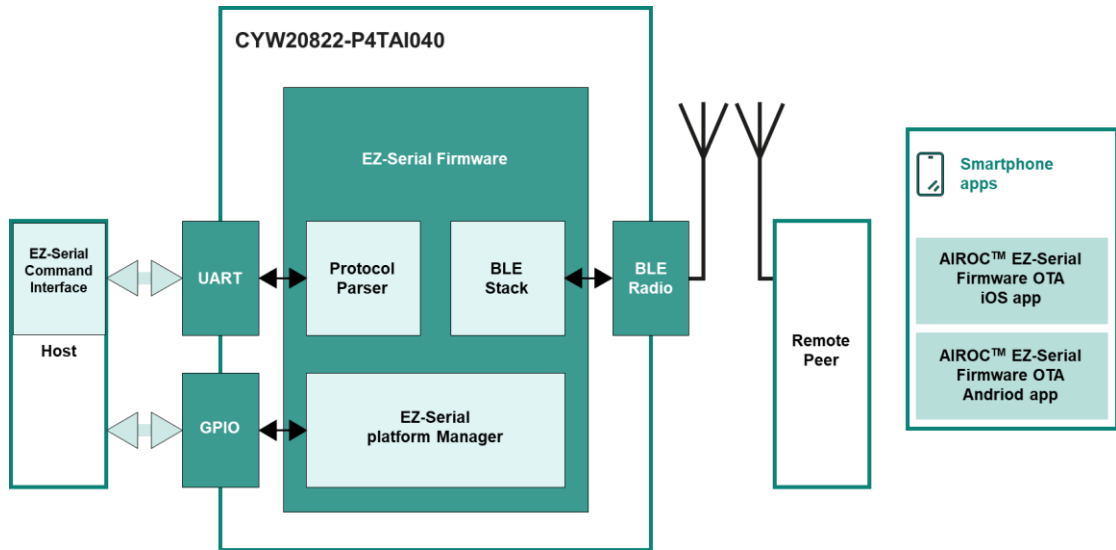 CYW20822-P4TAI040
EZ-Serial Firmware
EZ-Serial
Command
Interface
Host
UART
GPIO
Protocol
Parser
BLE
Stack
EZ-Serial
platform Manager
BLE
Radio
Remote
Peer
Smartphone
apps
AIROC™ EZ-Serial
Firmware OTA
iOS app
AIROC™ EZ-Serial
Firmware OTA
Andriod app